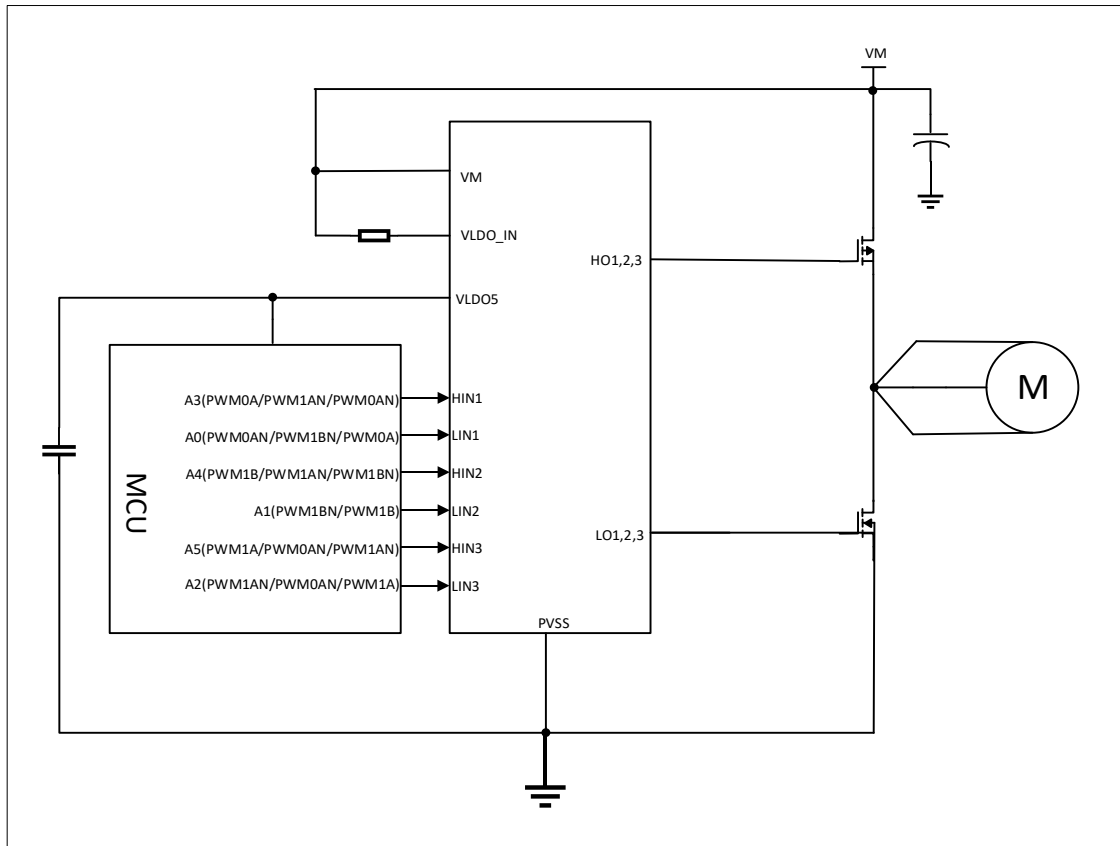 VM
VM
VLDO_IN
HO1,2,3
VLDO5
A3(PWM0A/PWM1AN/PWM0AN)
HIN1
A0(PWM0AN/PWM1BN/PWM0A)
LIN1
A4(PWM1B/PWM1AN/PWM1BN)
HIN2
A1(PWM1BN/PWM1B)
LIN2
A5(PWM1A/PWM0AN/PWM1AN)
HIN3
A2(PWM1AN/PWM0AN/PWM1A)
LIN3
MCU
LO1,2,3
PVSS
M